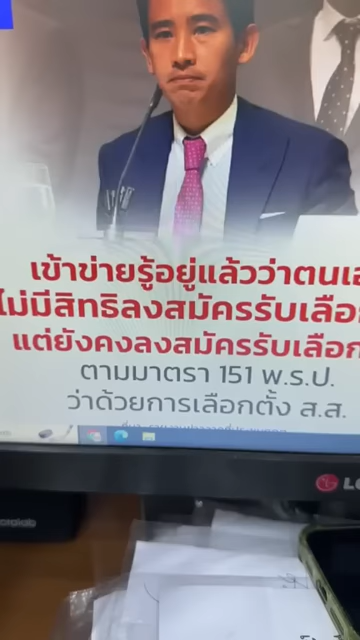 เข้าข่ายรู้อยู่แล้วว่าตนเอ
ไม่มีสิทธิลงสมัครรับเลือก
แต่ยังคงลงสมัครรับเลือก
ตามมาตรา 151 พ.ร.ป.
ว่าด้วยการเลือกตั้ง ส.ส.